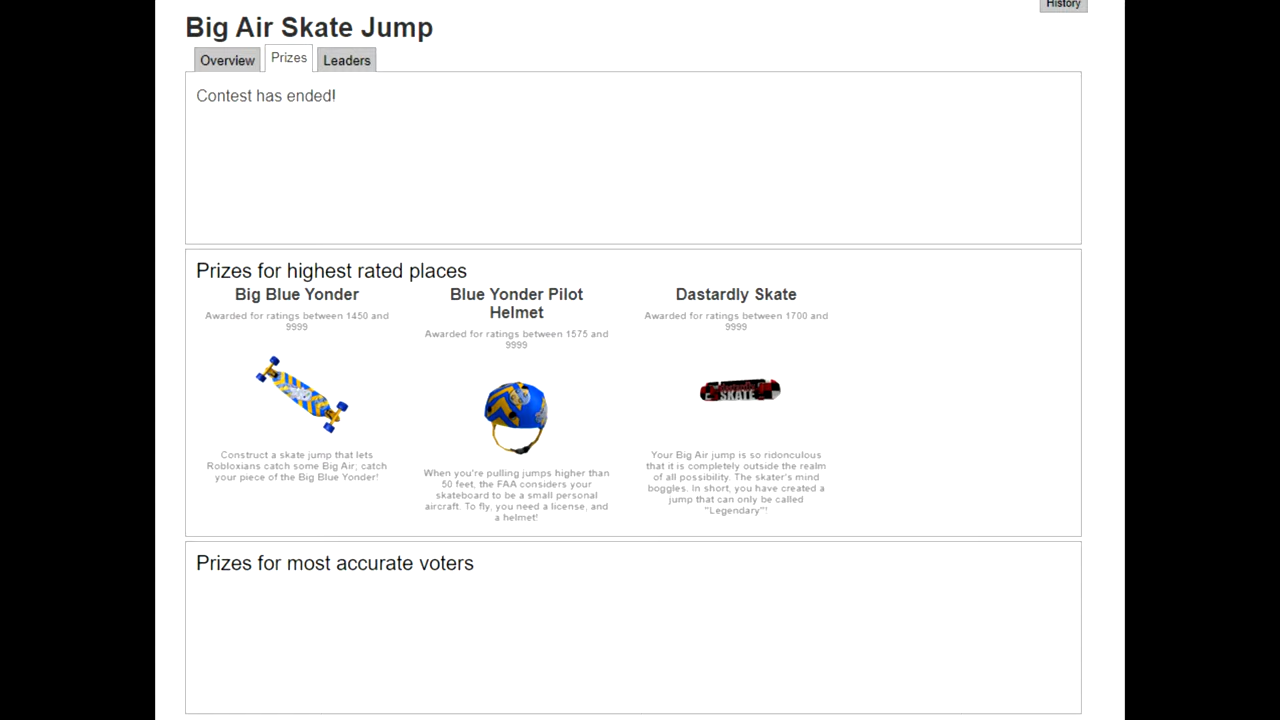 History
Big Air Skate Jump
Overview
Prizes
Leaders
Contest has ended!
Prizes for highest rated places
Big Blue Yonder
Awarded for ratings between 1450 and
9999
Construct a skate jump that lets
Robloxians catch some Big Air; catch
your piece of the Big Blue Yonder!
Blue Yonder Pilot
Helmet
Awarded for ratings between 1575 and
9999
When you're pulling jumps higher than
50 feet, the FAA considers your
skateboard to be a small personal
aircraft. To fly, you need a license, and
a helmet!
Dastardly Skate
Awarded for ratings between 1700 and
9999
Dastardly
SKATE
Your Big Air jump is so ridonculous
that it is completely outside the realm
of all possibility. The skater's mind
boggles. In short, you have created a
jump that can only be called
"Legendary"!
Prizes for most accurate voters